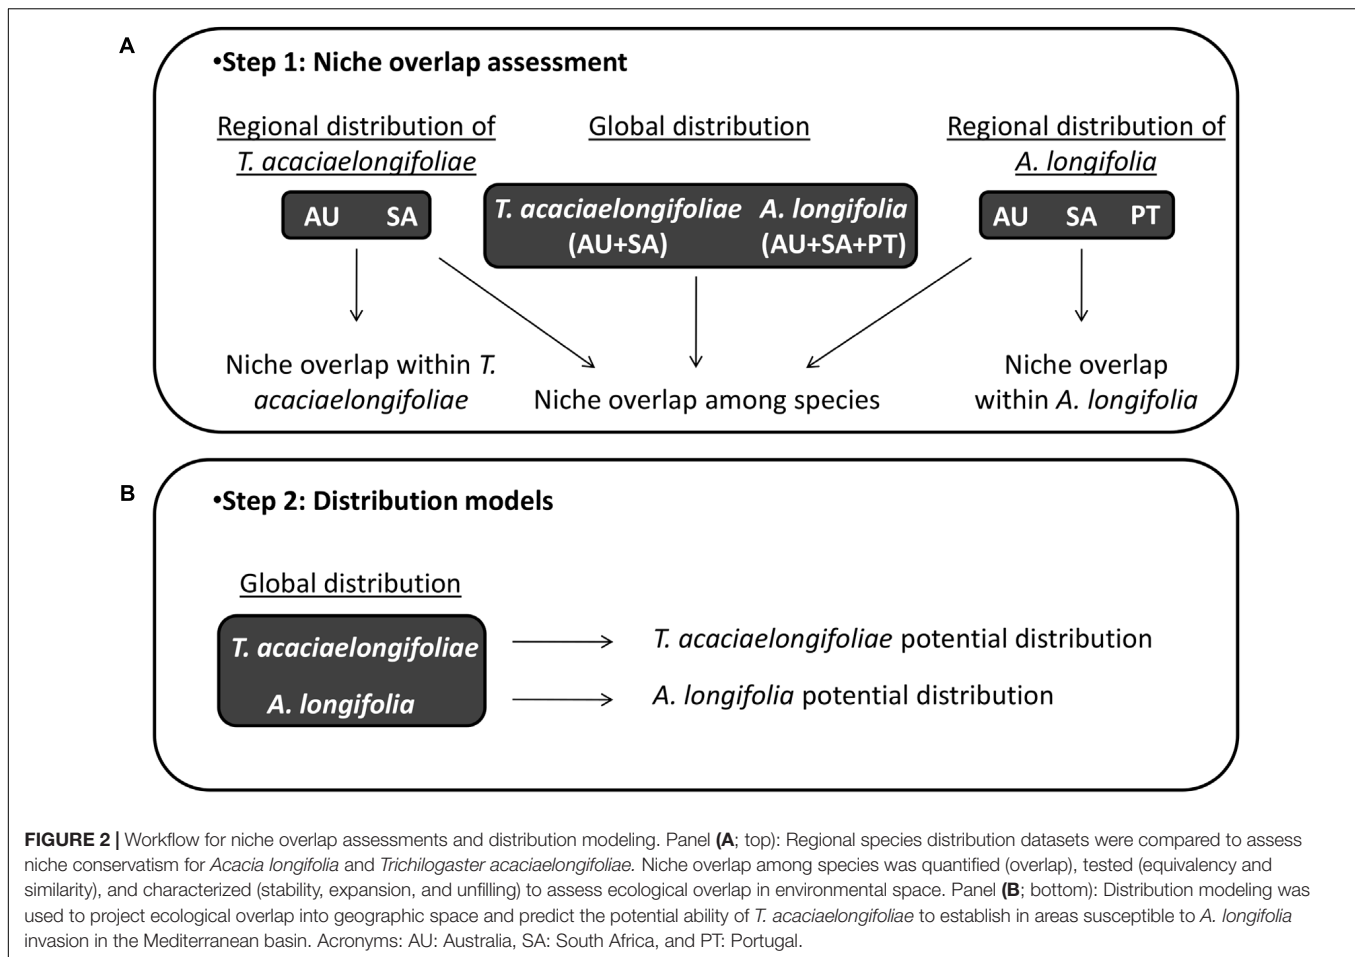 A
•Step 1: Niche overlap assessment
Regional distribution of
T. acaciaelongifoliae
Global distribution
Regional distribution of
A. longifolia
AU SA
T. acaciaelongifoliae A. longifolia
(AU+SA) (AU+SA+PT)
AU SA PT
Niche overlap within T.
acaciaelongifoliae
Niche overlap among species
Niche overlap
within A. longifolia
B
•Step 2: Distribution models
Global distribution
T. acaciaelongifoliae
T. acaciaelongifoliae potential distribution
A. longifolia
A. longifolia potential distribution
FIGURE 2 | Workflow for niche overlap assessments and distribution modeling. Panel (A; top): Regional species distribution datasets were compared to assess
niche conservatism for Acacia longifolia and Trichilogaster acaciaelongifoliae. Niche overlap among species was quantified (overlap), tested (equivalency and
similarity), and characterized (stability, expansion, and unfilling) to assess ecological overlap in environmental space. Panel (B; bottom): Distribution modeling was
used to project ecological overlap into geographic space and predict the potential ability of T. acaciaelongifoliae to establish in areas susceptible to A. longifolia
invasion in the Mediterranean basin. Acronyms: AU: Australia, SA: South Africa, and PT: Portugal.